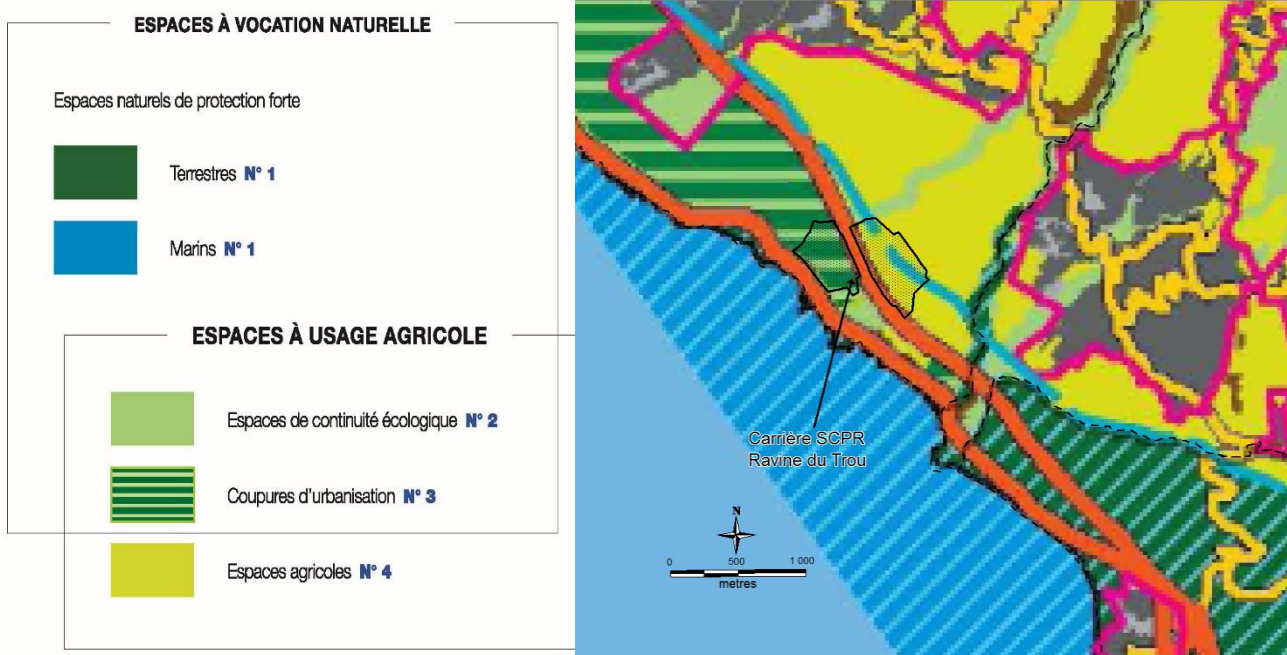 ESPACES À VOCATION NATURELLE
Espaces naturels de protection forte
Terrestres N° 1
Marins N° 1
ESPACES À USAGE AGRICOLE
Espaces de continuité écologique N° 2
Coupures d'urbanisation N° 3
Espaces agricoles N° 4
Carrière SCPR
Ravine du Trou
N
0 500 1 000
metres